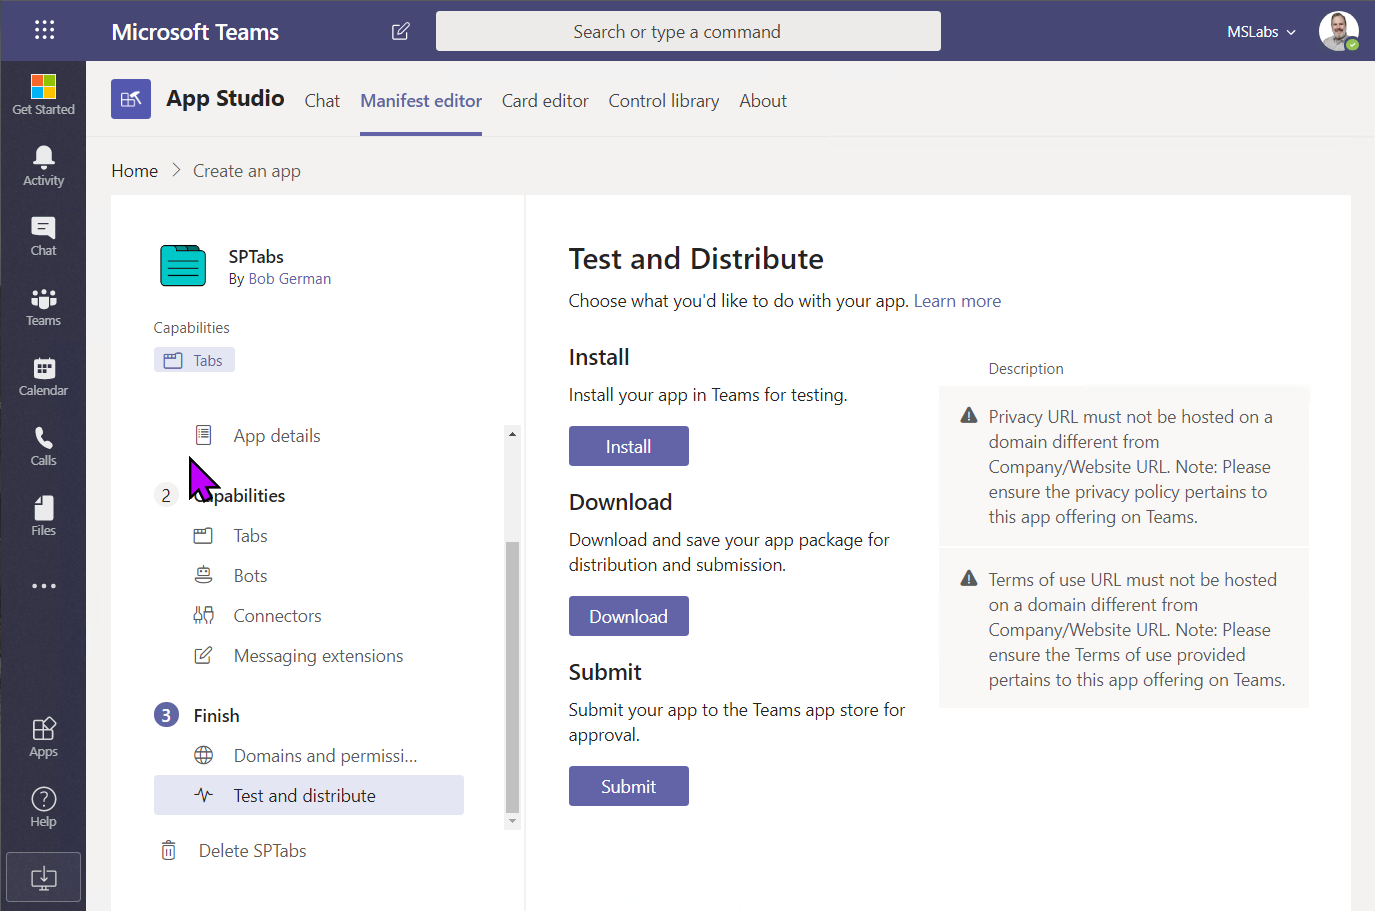 Microsoft Teams
Search or type a command
MSLabs
Get Started
Activity
Chat
Teams
Calendar
Calls
Files
Apps
Help
App Studio
Chat
Manifest editor
Card editor
Control library
About
Home
Create an app
SPTabs
By Bob German
Capabilities
Tabs
App details
2
Capabilities
Tabs
Bots
Connectors
Messaging extensions
3
Finish
Domains and permissi...
Test and distribute
Delete SPTabs
Test and Distribute
Choose what you'd like to do with your app. Learn more
Install
Install your app in Teams for testing.
Install
Download
Download and save your app package for
distribution and submission.
Download
Submit
Submit your app to the Teams app store for
approval.
Submit
Description
Privacy URL must not be hosted on a
domain different from
Company/Website URL. Note: Please
ensure the privacy policy pertains to
this app offering on Teams.
Terms of use URL must not be hosted
on a domain different from
Company/Website URL. Note: Please
ensure the Terms of use provided
pertains to this app offering on Teams.